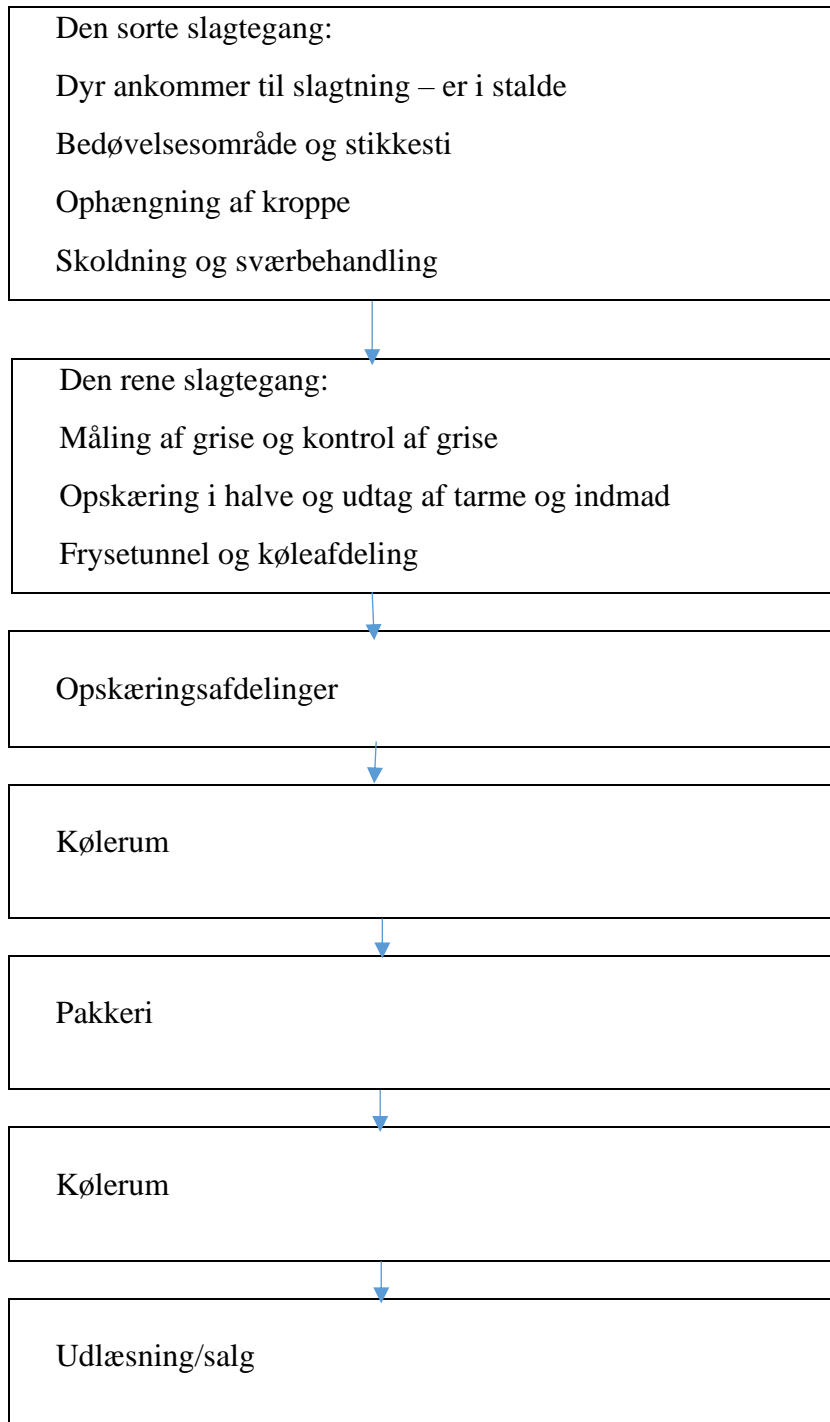 Den sorte slagtegang:
Dyr ankommer til slagtning – er i stalde
Bedøvelsesområde og stikkesti
Ophængning af kroppe
Skoldning og sværbehandling
Den rene slagtegang:
Måling af grise og kontrol af grise
Opskæring i halve og udtag af tarme og indmad
Frysetunnel og køleafdeling
Opskæringsafdelinger
Kølerum
Pakkeri
Kølerum
Udlæsning/salg